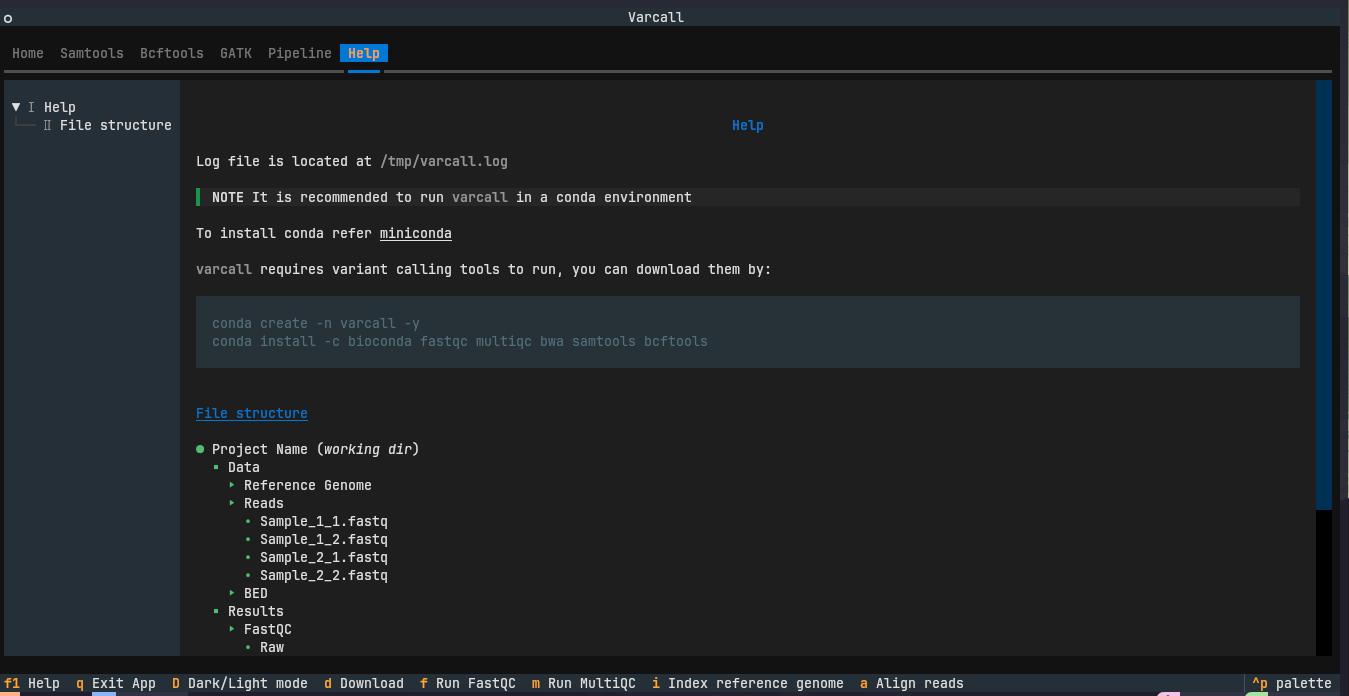 Varcall
Home Samtools Bcftools GATK Pipeline Help
▼ I Help
II File structure
Help
Log file is located at /tmp/varcall.log
NOTE It is recommended to run varcall in a conda environment
To install conda refer miniconda
varcall requires variant calling tools to run, you can download them by:
conda create -n varcall -y
conda install -c bioconda fastqc multiqc bwa samtools bcftools
File structure
● Project Name (working dir)
▪ Data
‣ Reference Genome
‣ Reads
• Sample_1_1.fastq
• Sample_1_2.fastq
• Sample_2_1.fastq
• Sample_2_2.fastq
‣ BED
▪ Results
‣ FastQC
• Raw
f1 Help q Exit App D Dark/Light mode d Download f Run FastQC m Run MultiQC i Index reference genome a Align reads ^p palette